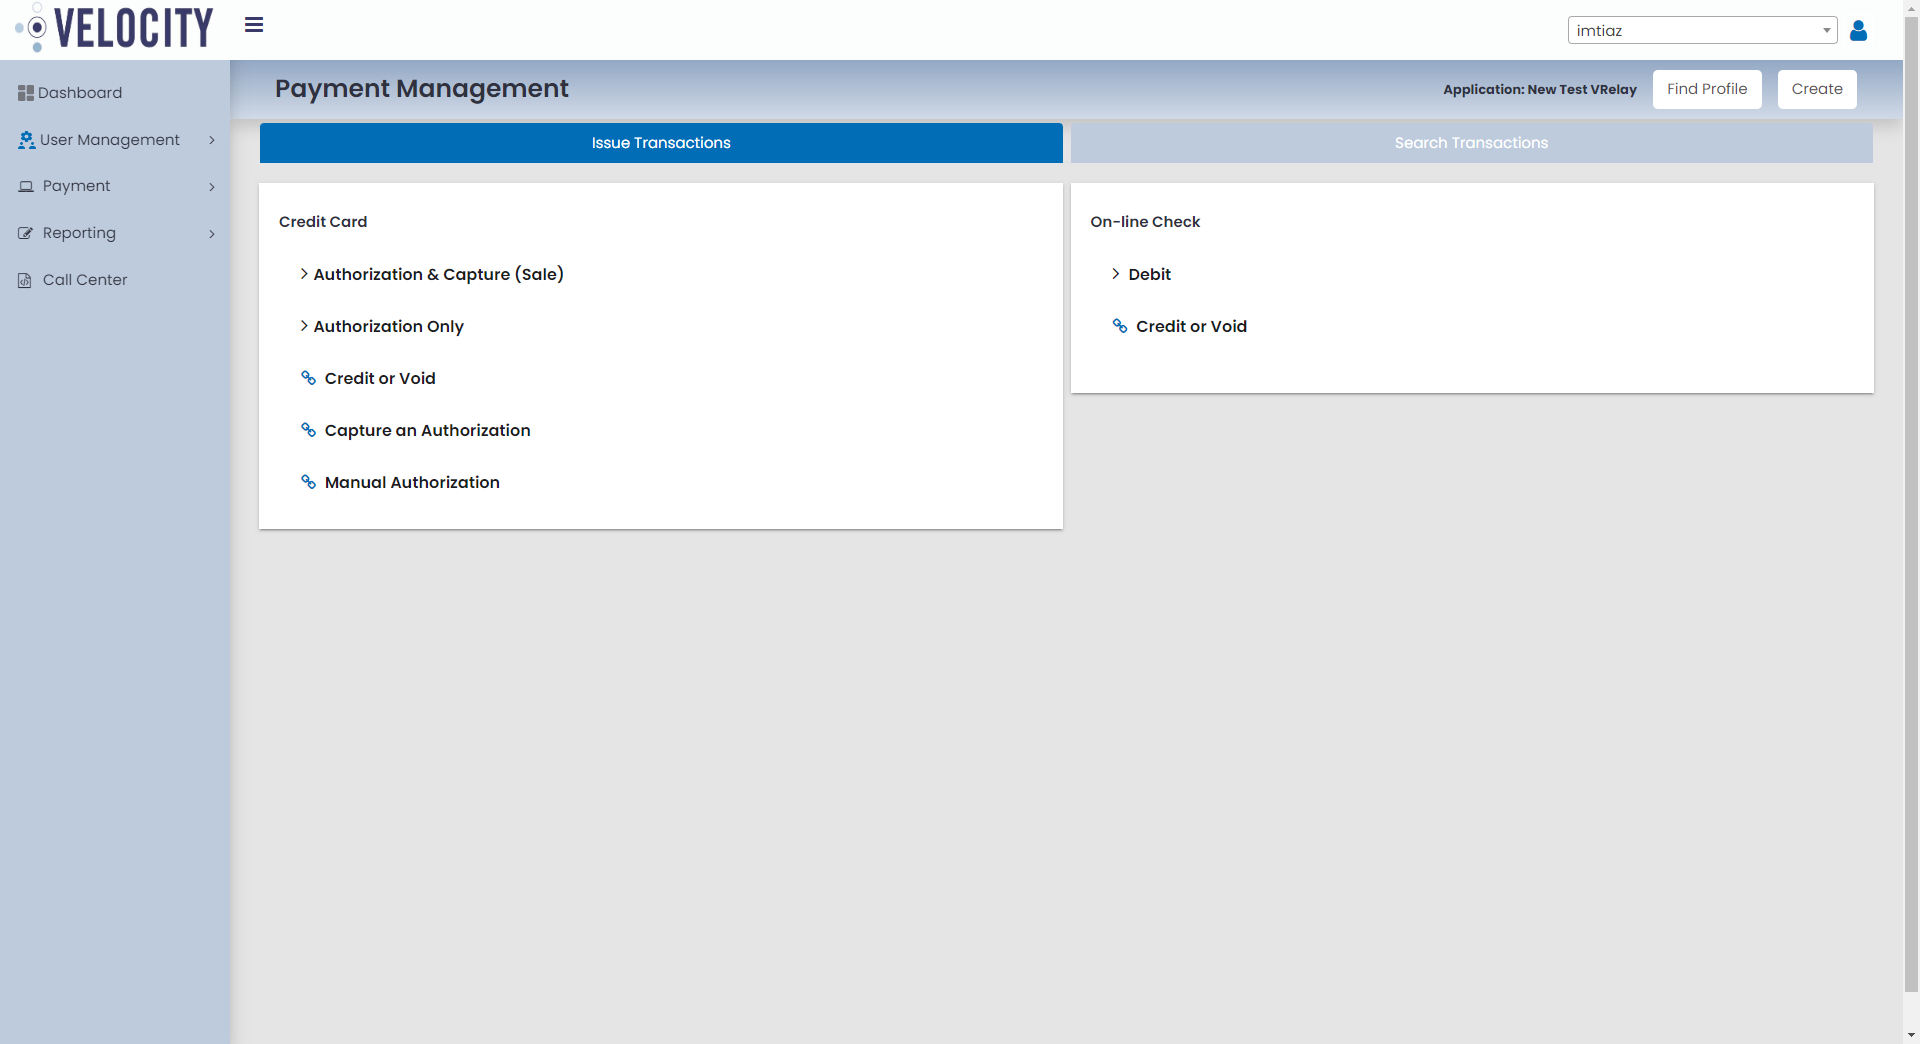 VELOCITY
imtiaz
Dashboard
User Management
Payment
Reporting
Call Center
Payment Management
Application: New Test VRelay
Find Profile
Create
Issue Transactions
Search Transactions
Credit Card
Authorization & Capture (Sale)
Authorization Only
Credit or Void
Capture an Authorization
Manual Authorization
On-line Check
Debit
Credit or Void